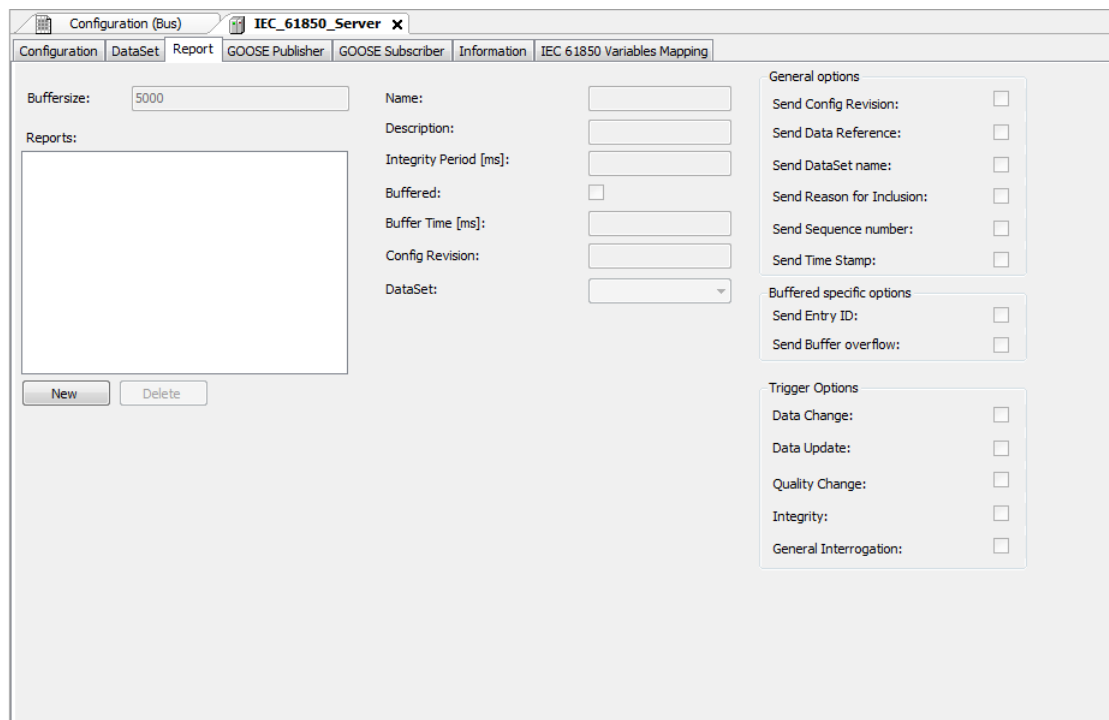 Configuration (Bus)
IEC_61850_Server X
Configuration
DataSet
Report
GOOSE Publisher
GOOSE Subscriber
Information
IEC 61850 Variables Mapping
Buffersize:
5000
Reports:
New
Delete
Name:
Description:
Integrity Period [ms]:
Buffered:
Buffer Time [ms]:
Config Revision:
DataSet:
General options
Send Config Revision:
Send Data Reference:
Send DataSet name:
Send Reason for Inclusion:
Send Sequence number:
Send Time Stamp:
Buffered specific options
Send Entry ID:
Send Buffer overflow:
Trigger Options
Data Change:
Data Update:
Quality Change:
Integrity:
General Interrogation: